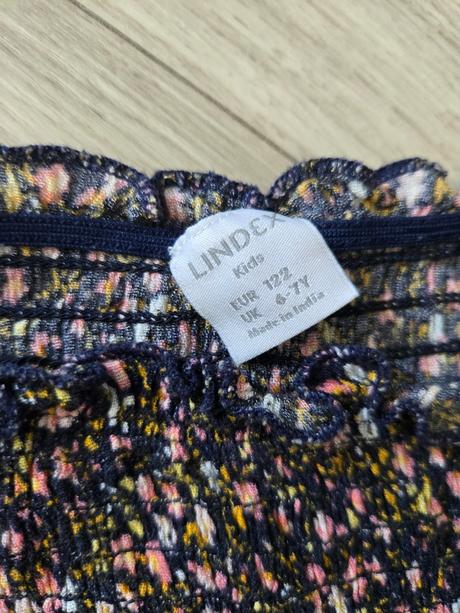 LINDEX
Kids
EUR 122
UK 6-7Y
Made in India